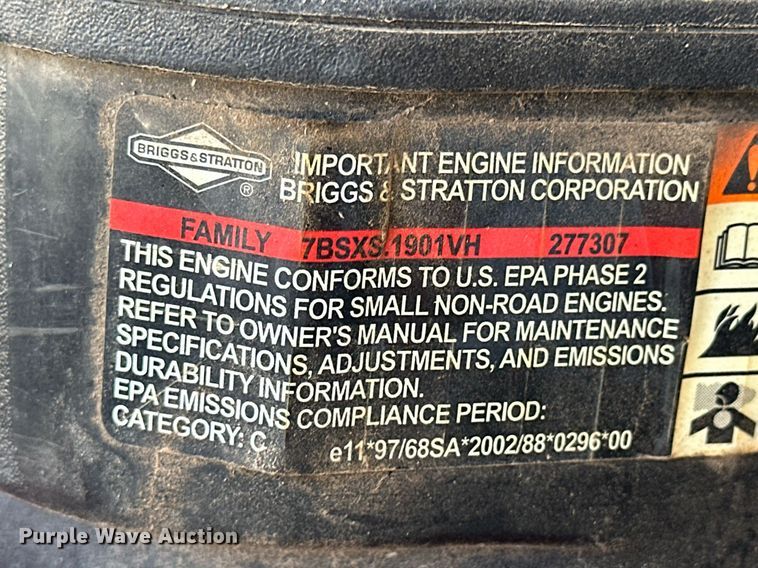 BRIGGS&STRATTON
®
IMPORTANT ENGINE INFORMATION
BRIGGS & STRATTON CORPORATION
FAMILY 7BSXS.1901VH 277307
THIS ENGINE CONFORMS TO U.S. EPA PHASE 2
REGULATIONS FOR SMALL NON-ROAD ENGINES.
REFER TO OWNER'S MANUAL FOR MAINTENANCE
SPECIFICATIONS, ADJUSTMENTS, AND EMISSIONS
DURABILITY INFORMATION.
EPA EMISSIONS COMPLIANCE PERIOD:
CATEGORY: C e11*97/68SA*2002/88*0296*00
Purple Wave Auction